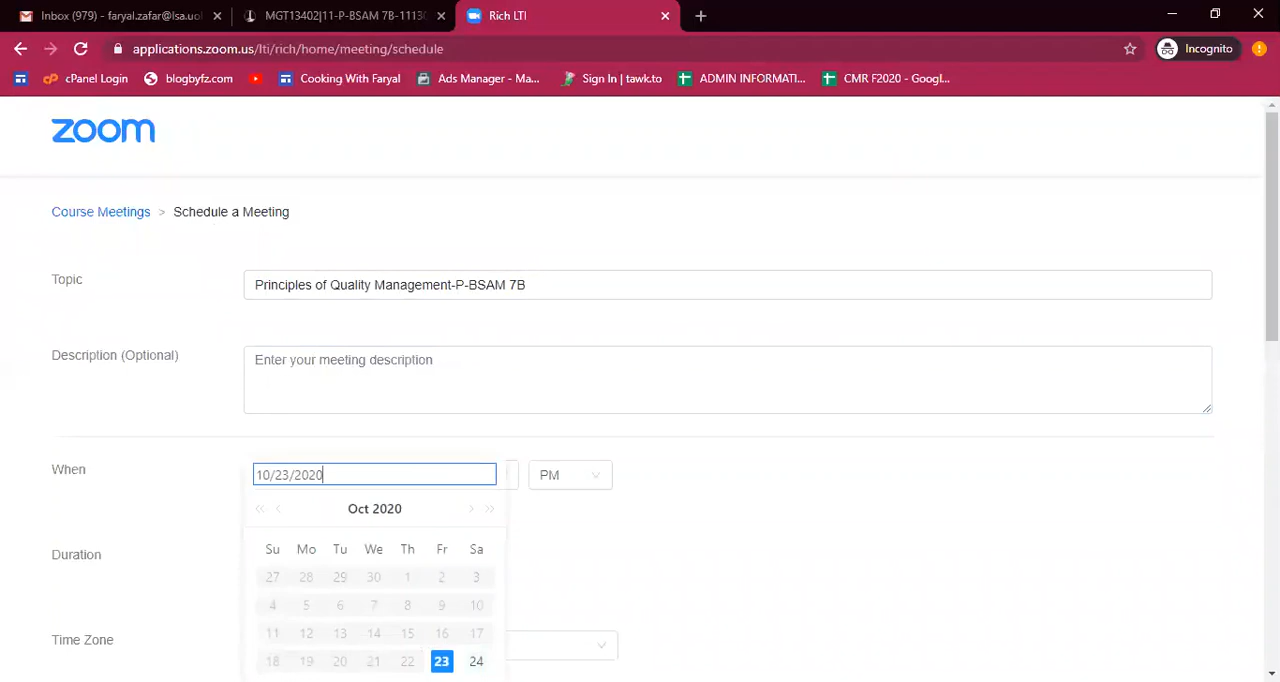 Inbox (979) - faryal.zafar@lsa.uol
MGT13402|11-P-BSAM 7B-11130
Rich LTI
applications.zoom.us/lti/rich/home/meeting/schedule
Incognito
cPanel Login
blogbyfz.com
Cooking With Faryal
Ads Manager - Ma...
Sign In | tawk.to
ADMIN INFORMATI...
CMR F2020 - Googl...
zoom
Course Meetings > Schedule a Meeting
Topic
Principles of Quality Management-P-BSAM 7B
Description (Optional)
Enter your meeting description
When
10/23/2020
PM
Oct 2020
Su Mo Tu We Th Fr Sa
27 28 29 30 1 2 3
4 5 6 7 8 9 10
11 12 13 14 15 16 17
18 19 20 21 22 23 24
Duration
Time Zone